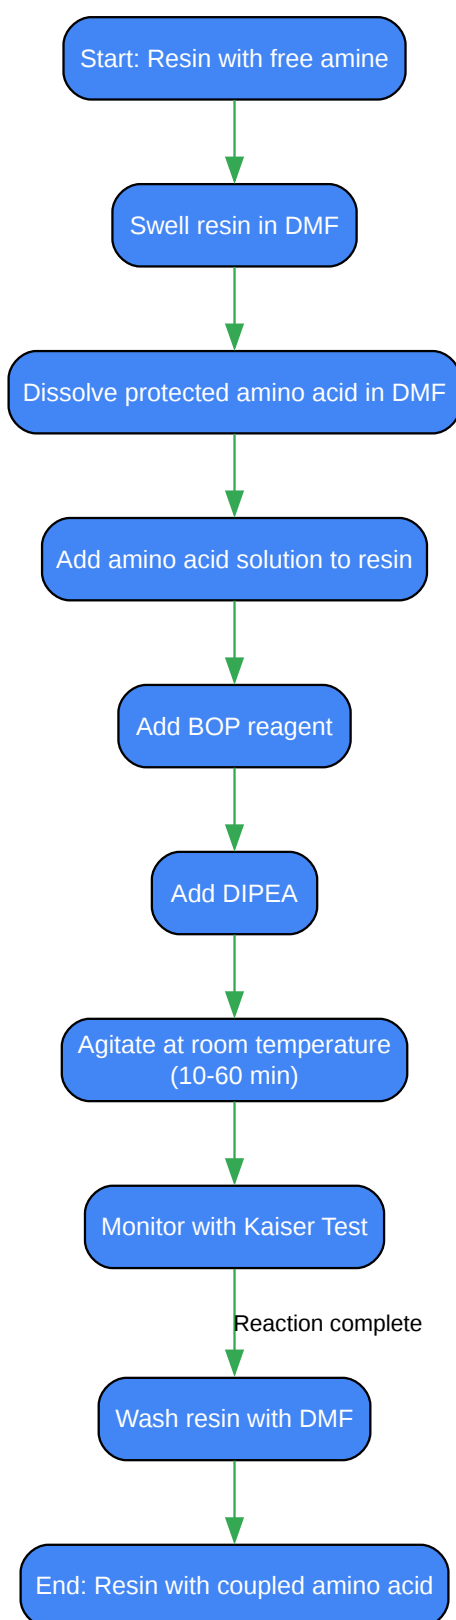 Start: Resin with free amine
Swell resin in DMF
Dissolve protected amino acid in DMF
Add amino acid solution to resin
Add BOP reagent
Add DIPEA
Agitate at room temperature
(10-60 min)
Monitor with Kaiser Test
Reaction complete
Wash resin with DMF
End: Resin with coupled amino acid